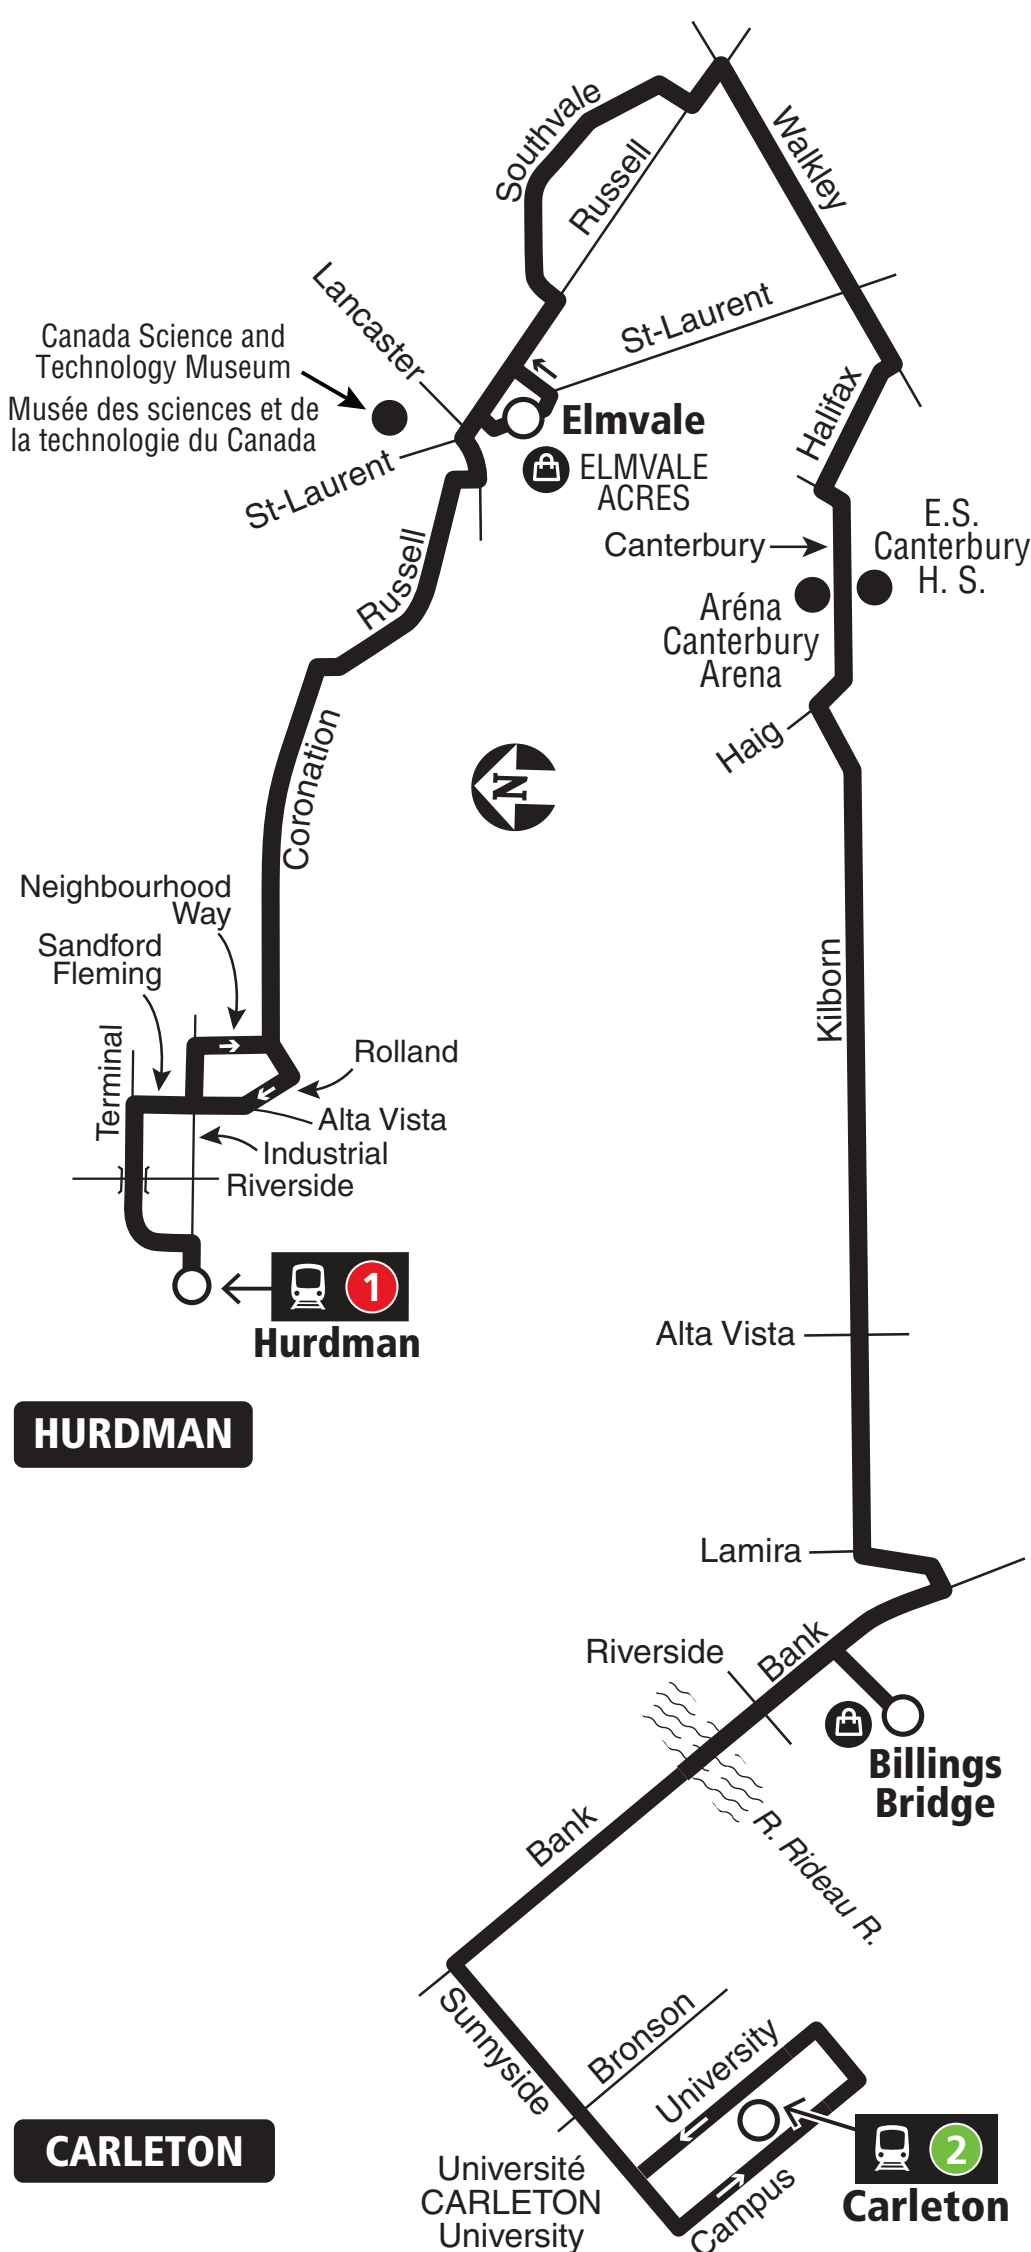 Southvale
Russell
Walkley
Lancaster
St-Laurent
Canada Science and
Technology Museum
Musée des sciences et de
la technologie du Canada
St-Laurent
Elmvale
ELMVALE
ACRES
Halifax
Canterbury
E.S.
Canterbury
H. S.
Aréna
Canterbury
Arena
Russell
Haig
Coronation
N
Neighbourhood
Way
Sandford
Fleming
Kilborn
Terminal
Rolland
Alta Vista
Industrial
Riverside
1
Hurdman
Alta Vista
HURDMAN
Lamira
Riverside
Bank
Billings
Bridge
Bank
R. Rideau R.
Sunnyside
Bronson
University
CARLETON
2
Carleton
Université
CARLETON
University
Campus